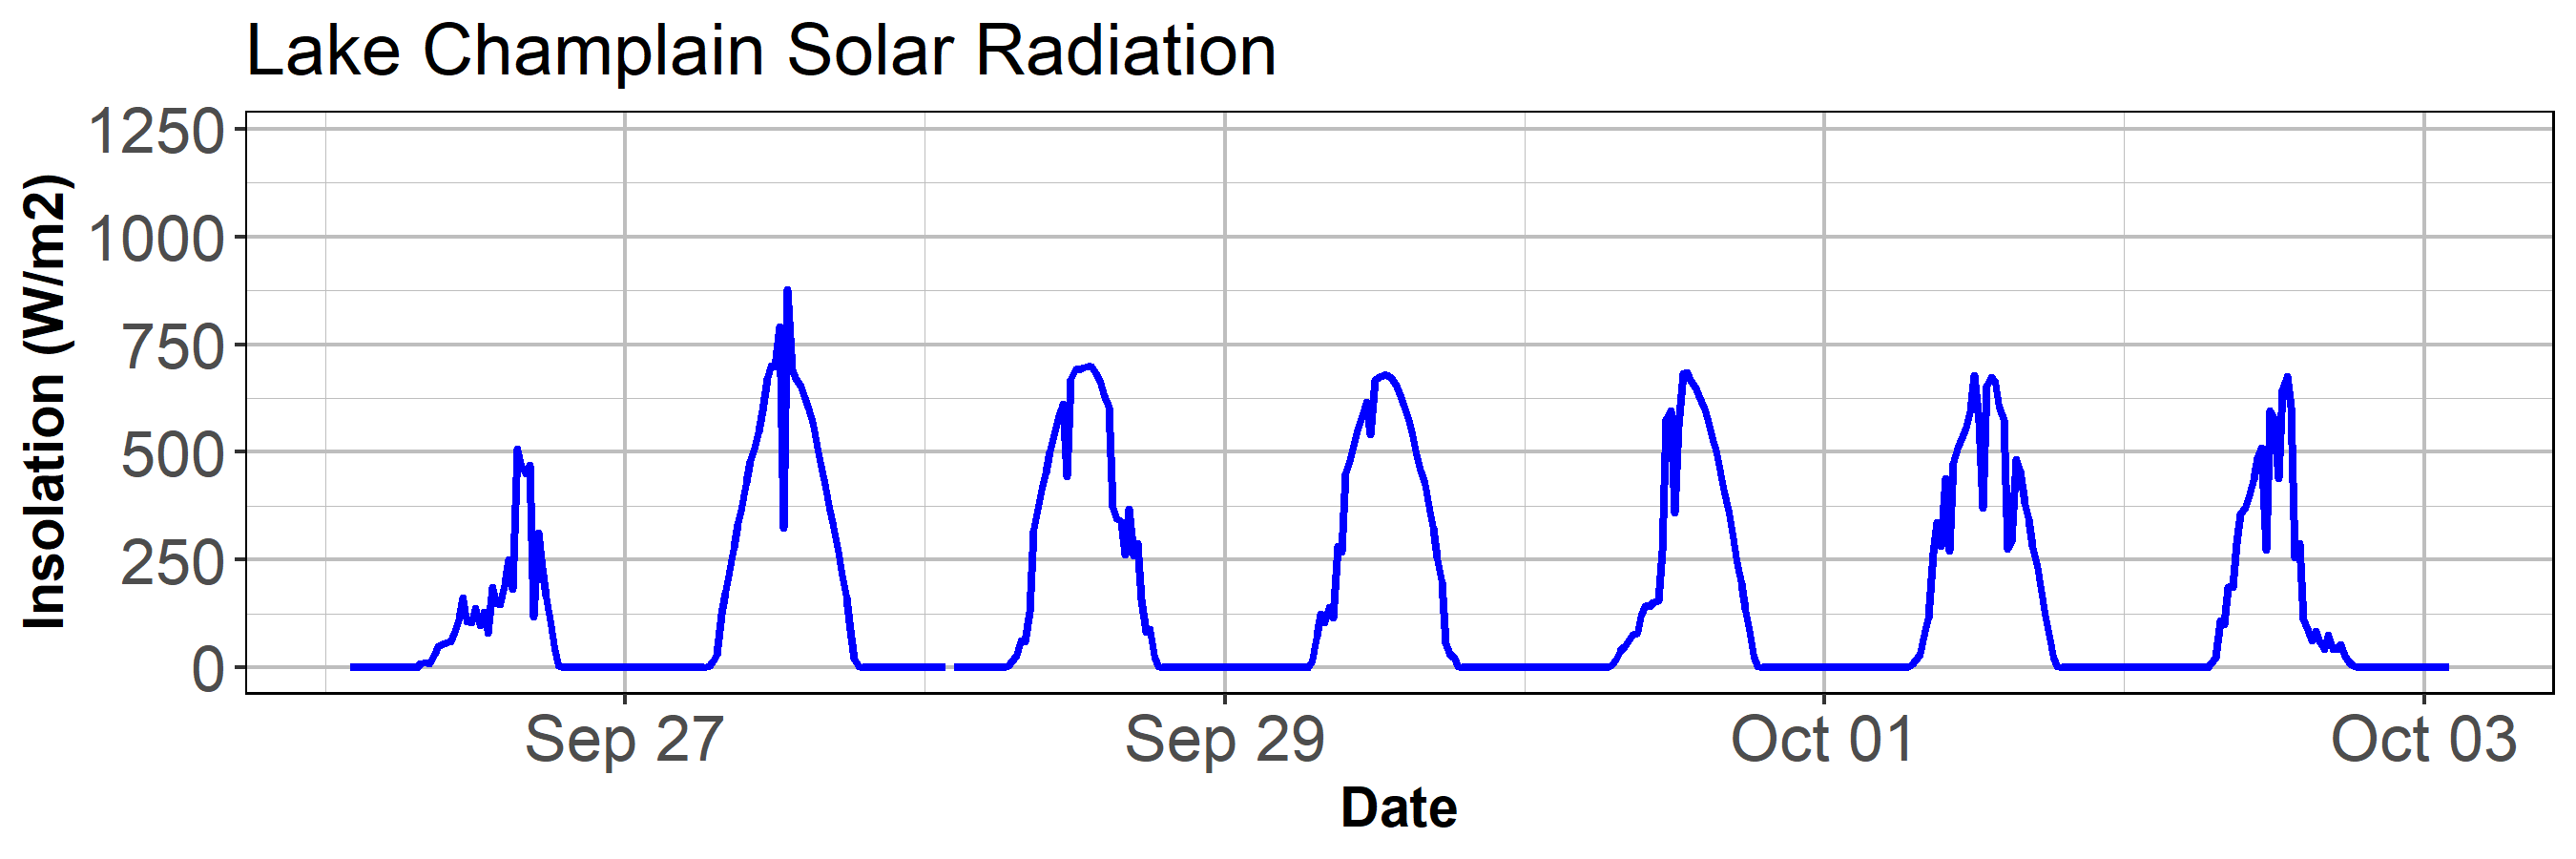 Lake Champlain Solar Radiation
1250
1000
750
500
250
0
Insolation (W/m2)
Sep 27 Sep 29 Oct 01 Oct 03
Date